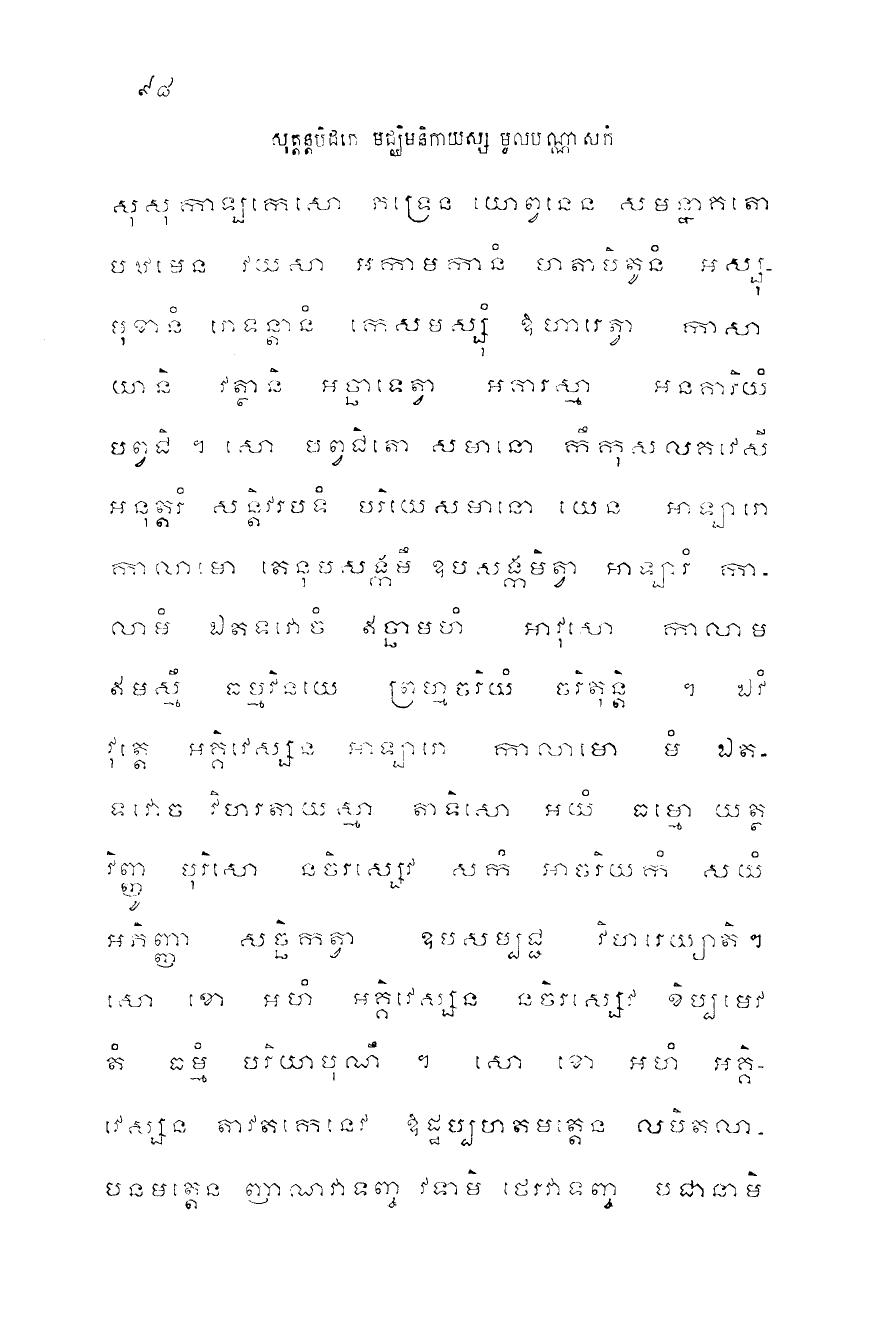 ៩៨
សុត្តន្តបិដកេ មជ្ឈិមនិកាយស្ស មូលបណ្ណាសកំ
សុសុកាឡកេសោ ភទ្រេន យោព្វនេន សមន្នាគតោ
បឋមេន វយសា អកាមកានំ មាតាបិតូនំ អស្សុ-
មុខានំ រោទន្តានំ កេសមស្សុំ ឱហារេត្វា កាសា
យានិ វត្ថានិ អច្ឆាទេត្វា អគារស្មា អនគារិយំ
បព្វជិំ ។ សោ បព្វជិតោ សមានោ កឹកុសលគវេសី
អនុត្តរំ សន្តិវរបទំ បរិយេសមានោ យេន អាឡារោ
កាលាមោ តេនុបសង្កមឹ ឧបសង្កមិត្វា អាឡារំ កា-
លាមំ ឯតទវោចំ ឥច្ឆាមហំ អាវុសោ កាលាម
ឥមស្មឹ ធម្មវិនយេ ព្រហ្មចរិយំ ចរិតុន្តិ ។ ឯវំ
វុត្តេ អគ្គិវេស្សន អាឡារោ កាលាមោ មំ ឯត-
ទវោច វិហរតាយស្មា តាទិសោ អយំ ធម្មោ យត្ថ
វិញ្ញូ បុរិសោ នចិរស្សេវ សកំ អាចរិយកំ សយំ
អភិញ្ញា សច្ឆិកត្វា ឧបសម្បជ្ជ វិហរេយ្យាតិ។
សោ ខោ អហំ អគ្គិវេស្សន នចិរស្សេវ ខិប្បមេវ
តំ ធម្មំ បរិយាបុណឹ ។ សោ ខោ អហំ អគ្គិ-
វេស្សន តាវតកេនេវ ឱដ្ឋប្បហតមត្តេន លបិតលា-
បនមត្តេន ញាណវាទញ្ច វទាមិ ថេរវាទញ្ច បជានាមិ